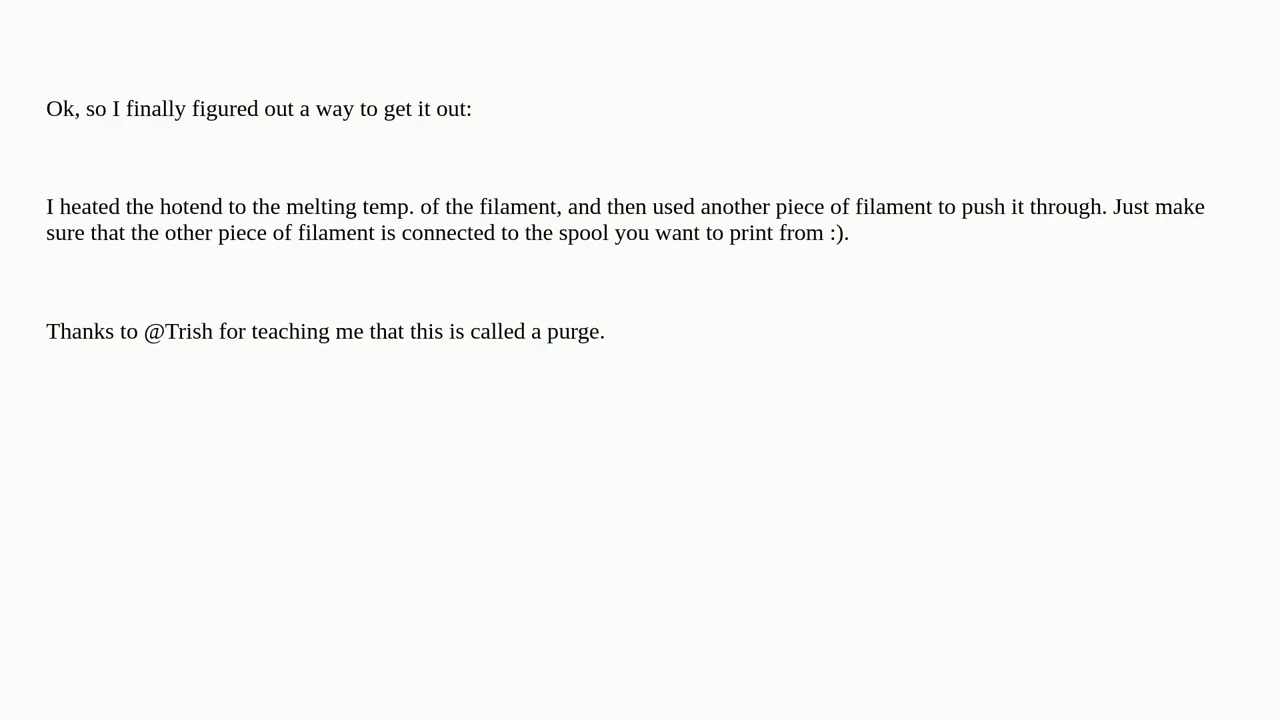 Ok, so I finally figured out a way to get it out:
I heated the hotend to the melting temp. of the filament, and then used another piece of filament to push it through. Just make
sure that the other piece of filament is connected to the spool you want to print from :).
Thanks to @Trish for teaching me that this is called a purge.